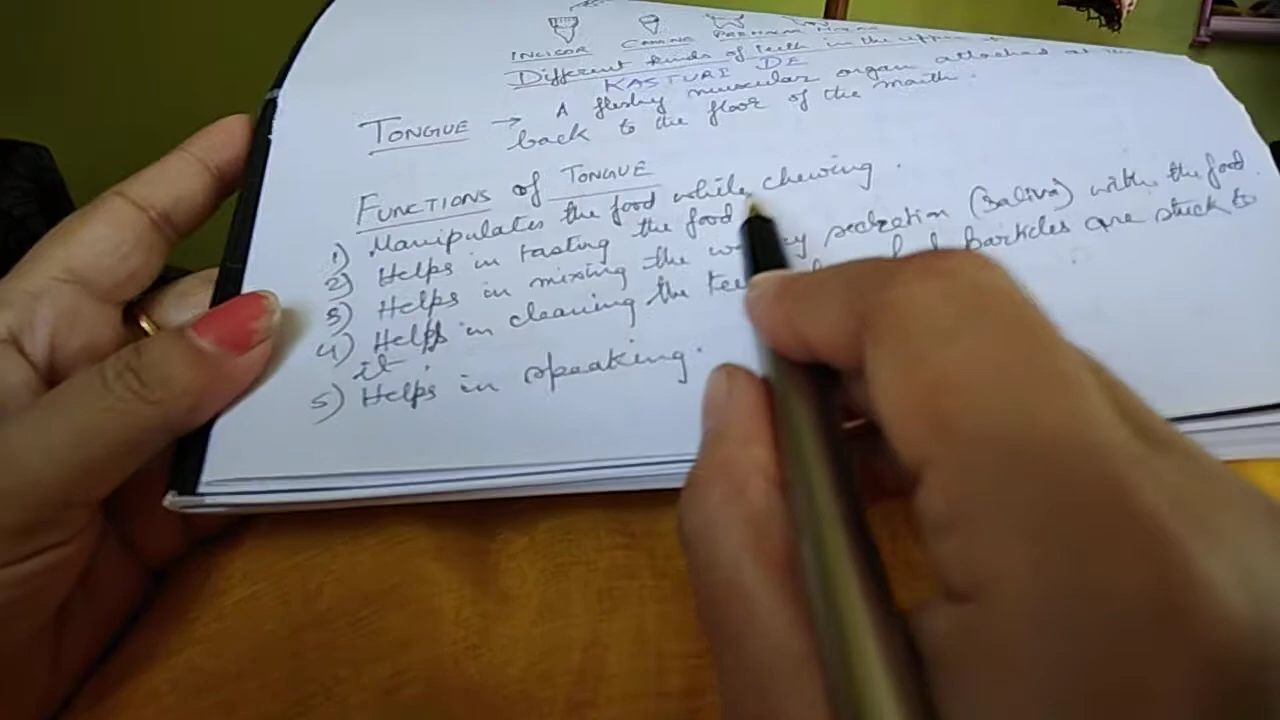 INCISOR CANINE PREMOLAR
Different kinds of teeth in the upper
KASTURI DE
TONGUE → A fleshy muscular organ attached at the
back to the floor of the mouth.
FUNCTIONS of TONGUE
1) Manipulates the food while chewing.
2) Helps in tasting the food
3) Helps in mixing the secretion (Saliva) with the food.
4) Helps in cleaning the food particles are stuck to
it.
5) Helps in speaking.